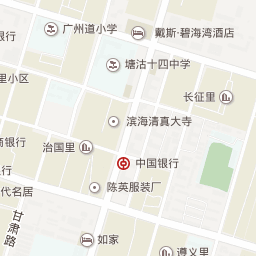 广州道小学
戴斯·碧海湾酒店
银行
塘沽十四中学
里小区
长征里
滨海清真大寺
商银行
治国里
中国银行
代名居
陈英服装厂
甘肃路
如家
遵义里